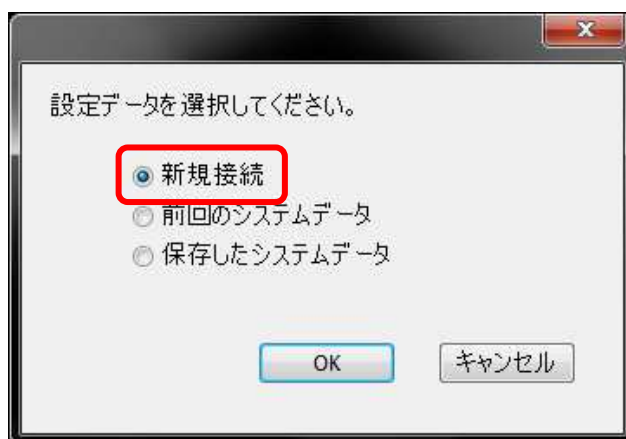 設定データを選択してください。
新規接続
前回のシステムデータ
保存したシステムデータ
OK
キャンセル